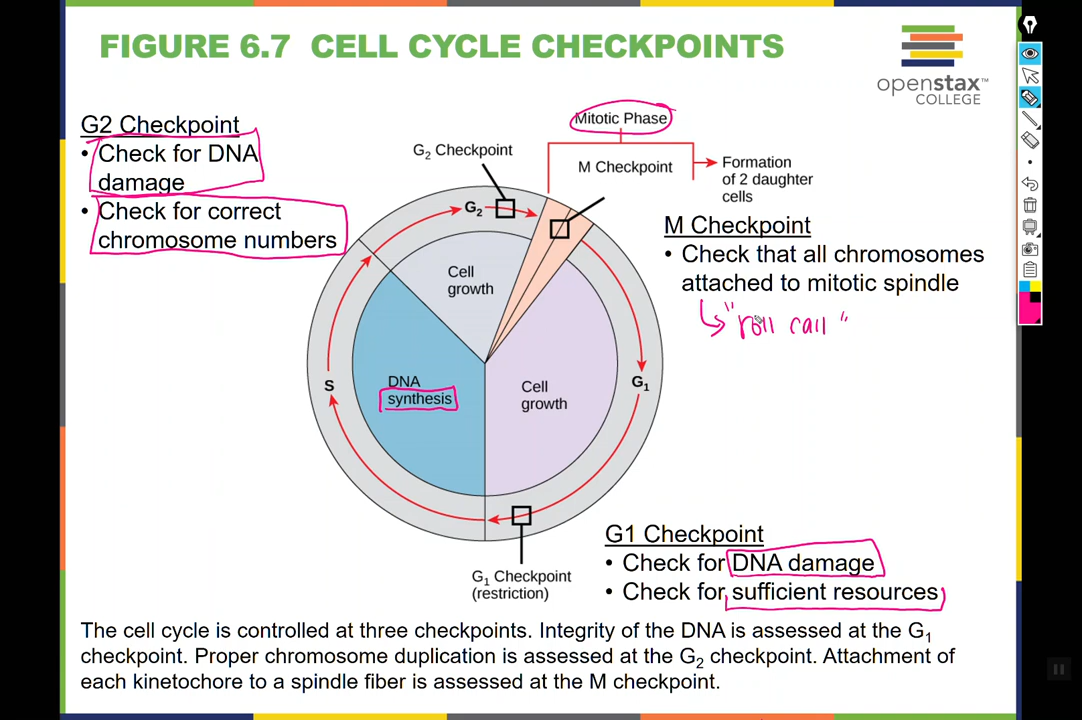 FIGURE 6.7 CELL CYCLE CHECKPOINTS
openstax™
COLLEGE
G2 Checkpoint
• Check for DNA
damage
• Check for correct
chromosome numbers
Mitotic Phase
G₂ Checkpoint
M Checkpoint
Formation
of 2 daughter
cells
M Checkpoint
• Check that all chromosomes
attached to mitotic spindle
"roll call"
G₂
Cell
growth
S
DNA
synthesis
Cell
growth
G₁
G₁ Checkpoint
(restriction)
G1 Checkpoint
• Check for DNA damage
• Check for sufficient resources
The cell cycle is controlled at three checkpoints. Integrity of the DNA is assessed at the G₁
checkpoint. Proper chromosome duplication is assessed at the G₂ checkpoint. Attachment of
each kinetochore to a spindle fiber is assessed at the M checkpoint.